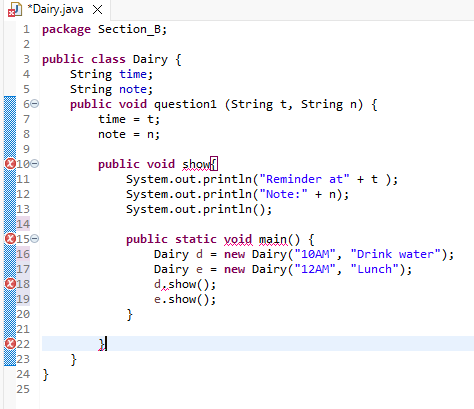 *Dairy.java
1 package Section_B;
2
3 public class Dairy {
4 String time;
5 String note;
6 public void question1 (String t, String n) {
7 time = t;
8 note = n;
9
10 public void show{
11 System.out.println("Reminder at" + t );
12 System.out.println("Note:" + n);
13 System.out.println();
14
15 public static void main() {
16 Dairy d = new Dairy("10AM", "Drink water");
17 Dairy e = new Dairy("12AM", "Lunch");
18 d.show();
19 e.show();
20 }
21
22 }
23 }
24 }
25